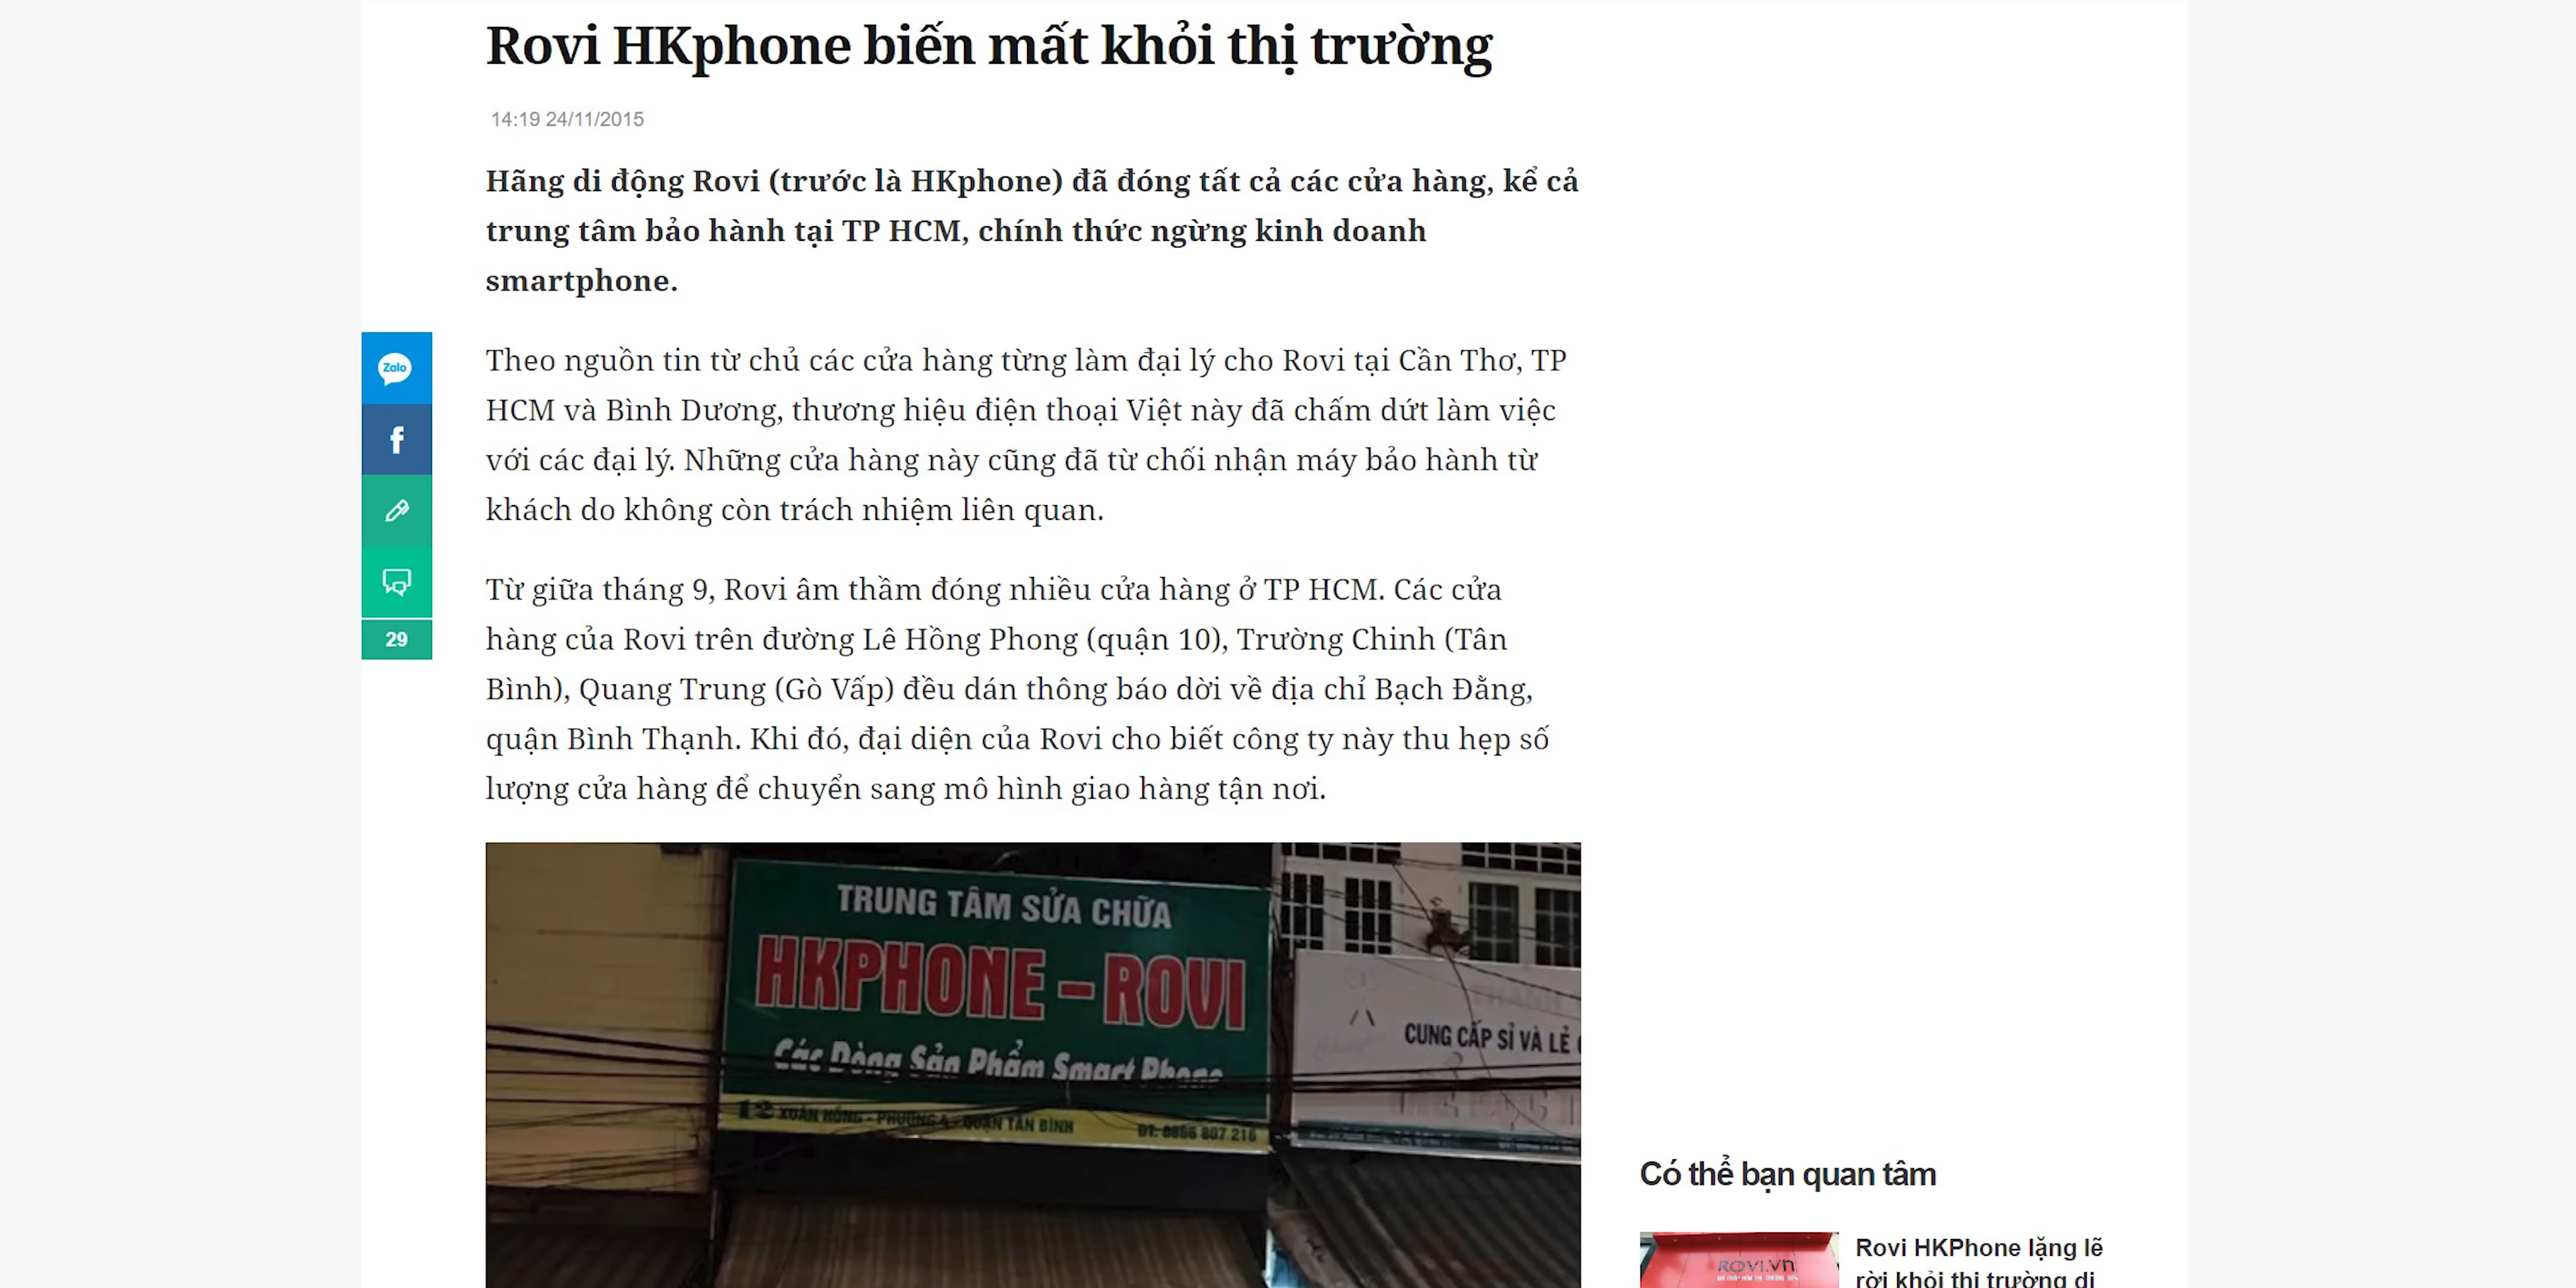 Rovi HKphone biến mất khỏi thị trường
14:19 24/11/2015
Hãng di động Rovi (trước là HKphone) đã đóng tất cả các cửa hàng, kể cả
trung tâm bảo hành tại TP HCM, chính thức ngừng kinh doanh
smartphone.
Zalo
f
Theo nguồn tin từ chủ các cửa hàng từng làm đại lý cho Rovi tại Cần Thơ, TP
HCM và Bình Dương, thương hiệu điện thoại Việt này đã chấm dứt làm việc
với các đại lý. Những cửa hàng này cũng đã từ chối nhận máy bảo hành từ
khách do không còn trách nhiệm liên quan.
29
Từ giữa tháng 9, Rovi âm thầm đóng nhiều cửa hàng ở TP HCM. Các cửa
hàng của Rovi trên đường Lê Hồng Phong (quận 10), Trường Chinh (Tân
Bình), Quang Trung (Gò Vấp) đều dán thông báo dời về địa chỉ Bạch Đằng,
quận Bình Thạnh. Khi đó, đại diện của Rovi cho biết công ty này thu hẹp số
lượng cửa hàng để chuyển sang mô hình giao hàng tận nơi.
TRUNG TÂM SỬA CHỮA
HKPHONE – ROVI
Các Dòng Sản Phẩm Smart Phone
12 XUÂN HỒNG - PHƯỜNG 4 - QUẬN TÂN BÌNH
CUNG CẤP SỈ VÀ LẺ
Có thể bạn quan tâm
ROVI.VN
Rovi HKPhone lặng lẽ
rời khỏi thị trường di